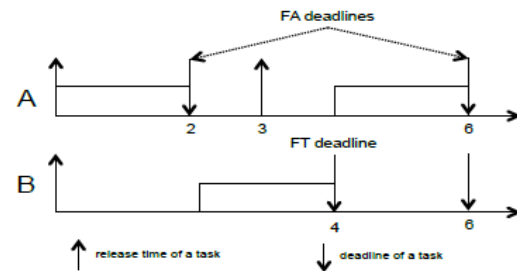 FA deadlines
A
2
3
6
FT deadline
B
4
6
release time of a task
deadline of a task